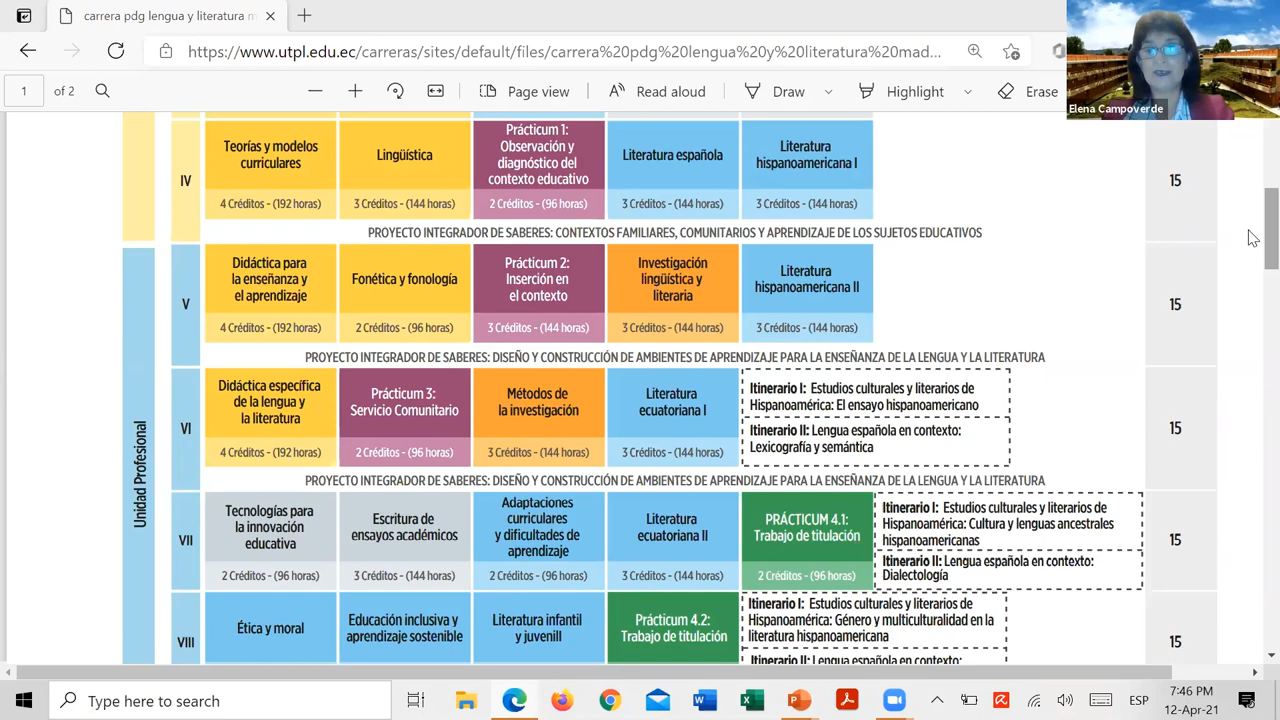 carrera pdg lengua y literatura m
https://www.utpl.edu.ec/carreras/sites/default/files/carrera%20pdg%20lengua%20y%20literatura%20mad...
1 of 2
Page view
Read aloud
Draw
Highlight
Erase
Elena Campoverde
IV
Teorías y modelos
curriculares
4 Créditos - (192 horas)
Lingüística
3 Créditos - (144 horas)
Prácticum 1:
Observación y
diagnóstico del
contexto educativo
2 Créditos - (96 horas)
Literatura española
3 Créditos - (144 horas)
Literatura
hispanoamericana I
3 Créditos - (144 horas)
15
PROYECTO INTEGRADOR DE SABERES: CONTEXTOS FAMILIARES, COMUNITARIOS Y APRENDIZAJE DE LOS SUJETOS EDUCATIVOS
Unidad Profesional
V
Didáctica para
la enseñanza y
el aprendizaje
4 Créditos - (192 horas)
Fonética y fonología
2 Créditos - (96 horas)
Prácticum 2:
Inserción en
el contexto
3 Créditos - (144 horas)
Investigación
lingüística y
literaria
3 Créditos - (144 horas)
Literatura
hispanoamericana II
3 Créditos - (144 horas)
15
PROYECTO INTEGRADOR DE SABERES: DISEÑO Y CONSTRUCCIÓN DE AMBIENTES DE APRENDIZAJE PARA LA ENSEÑANZA DE LA LENGUA Y LA LITERATURA
VI
Didáctica específica
de la lengua y
la literatura
4 Créditos - (192 horas)
Prácticum 3:
Servicio Comunitario
2 Créditos - (96 horas)
Métodos de
la investigación
3 Créditos - (144 horas)
Literatura
ecuatoriana I
3 Créditos - (144 horas)
Itinerario I: Estudios culturales y literarios de
Hispanoamérica: El ensayo hispanoamericano
Itinerario II: Lengua española en contexto:
Lexicografía y semántica
15
PROYECTO INTEGRADOR DE SABERES: DISEÑO Y CONSTRUCCIÓN DE AMBIENTES DE APRENDIZAJE PARA LA ENSEÑANZA DE LA LENGUA Y LA LITERATURA
VII
Tecnologías para
la innovación
educativa
2 Créditos - (96 horas)
Escritura de
ensayos académicos
3 Créditos - (144 horas)
Adaptaciones
curriculares
y dificultades de
aprendizaje
2 Créditos - (96 horas)
Literatura
ecuatoriana II
3 Créditos - (144 horas)
PRÁCTICUM 4.1:
Trabajo de titulación
2 Créditos - (96 horas)
Itinerario I: Estudios culturales y literarios de
Hispanoamérica: Cultura y lenguas ancestrales
hispanoamericanas
Itinerario II: Lengua española en contexto:
Dialectología
15
VIII
Ética y moral
Educación inclusiva y
aprendizaje sostenible
Literatura infantil
y juvenill
Prácticum 4.2:
Trabajo de titulación
Itinerario I: Estudios culturales y literarios de
Hispanoamérica: Género y multiculturalidad en la
literatura hispanoamericana
Itinerario II: Lengua española en contexto:
15
Type here to search
ESP
7:46 PM
12-Apr-21